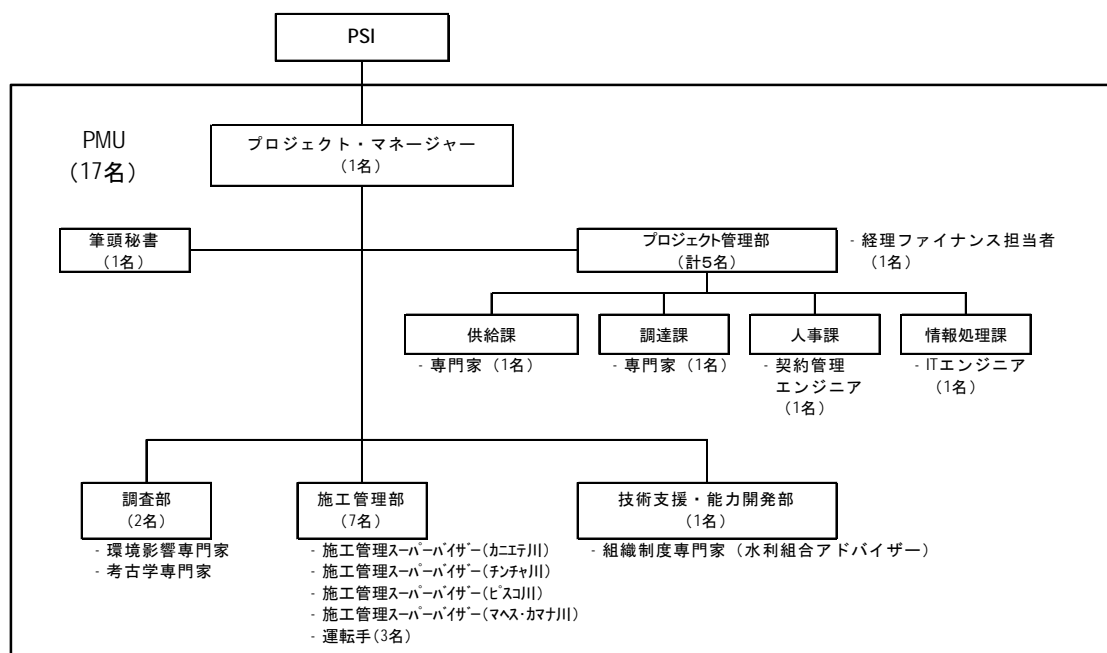 PSI
PMU
(17名)
プロジェクト・マネージャー
(1名)
筆頭秘書
(1名)
プロジェクト管理部
(計5名)
- 経理ファイナンス担当者
(1名)
供給課
- 専門家 (1名)
調達課
- 専門家 (1名)
人事課
- 契約管理
エンジニア
(1名)
情報処理課
- ITエンジニア
(1名)
調査部
(2名)
- 環境影響専門家
- 考古学専門家
施工管理部
(7名)
- 施工管理スーパーバイザー(カニエテ川)
- 施工管理スーパーバイザー(チンチャ川)
- 施工管理スーパーバイザー(ピスコ川)
- 施工管理スーパーバイザー(マヘス・カマナ川)
- 運転手(3名)
技術支援・能力開発部
(1名)
- 組織制度専門家 (水利組合アドバイザー)